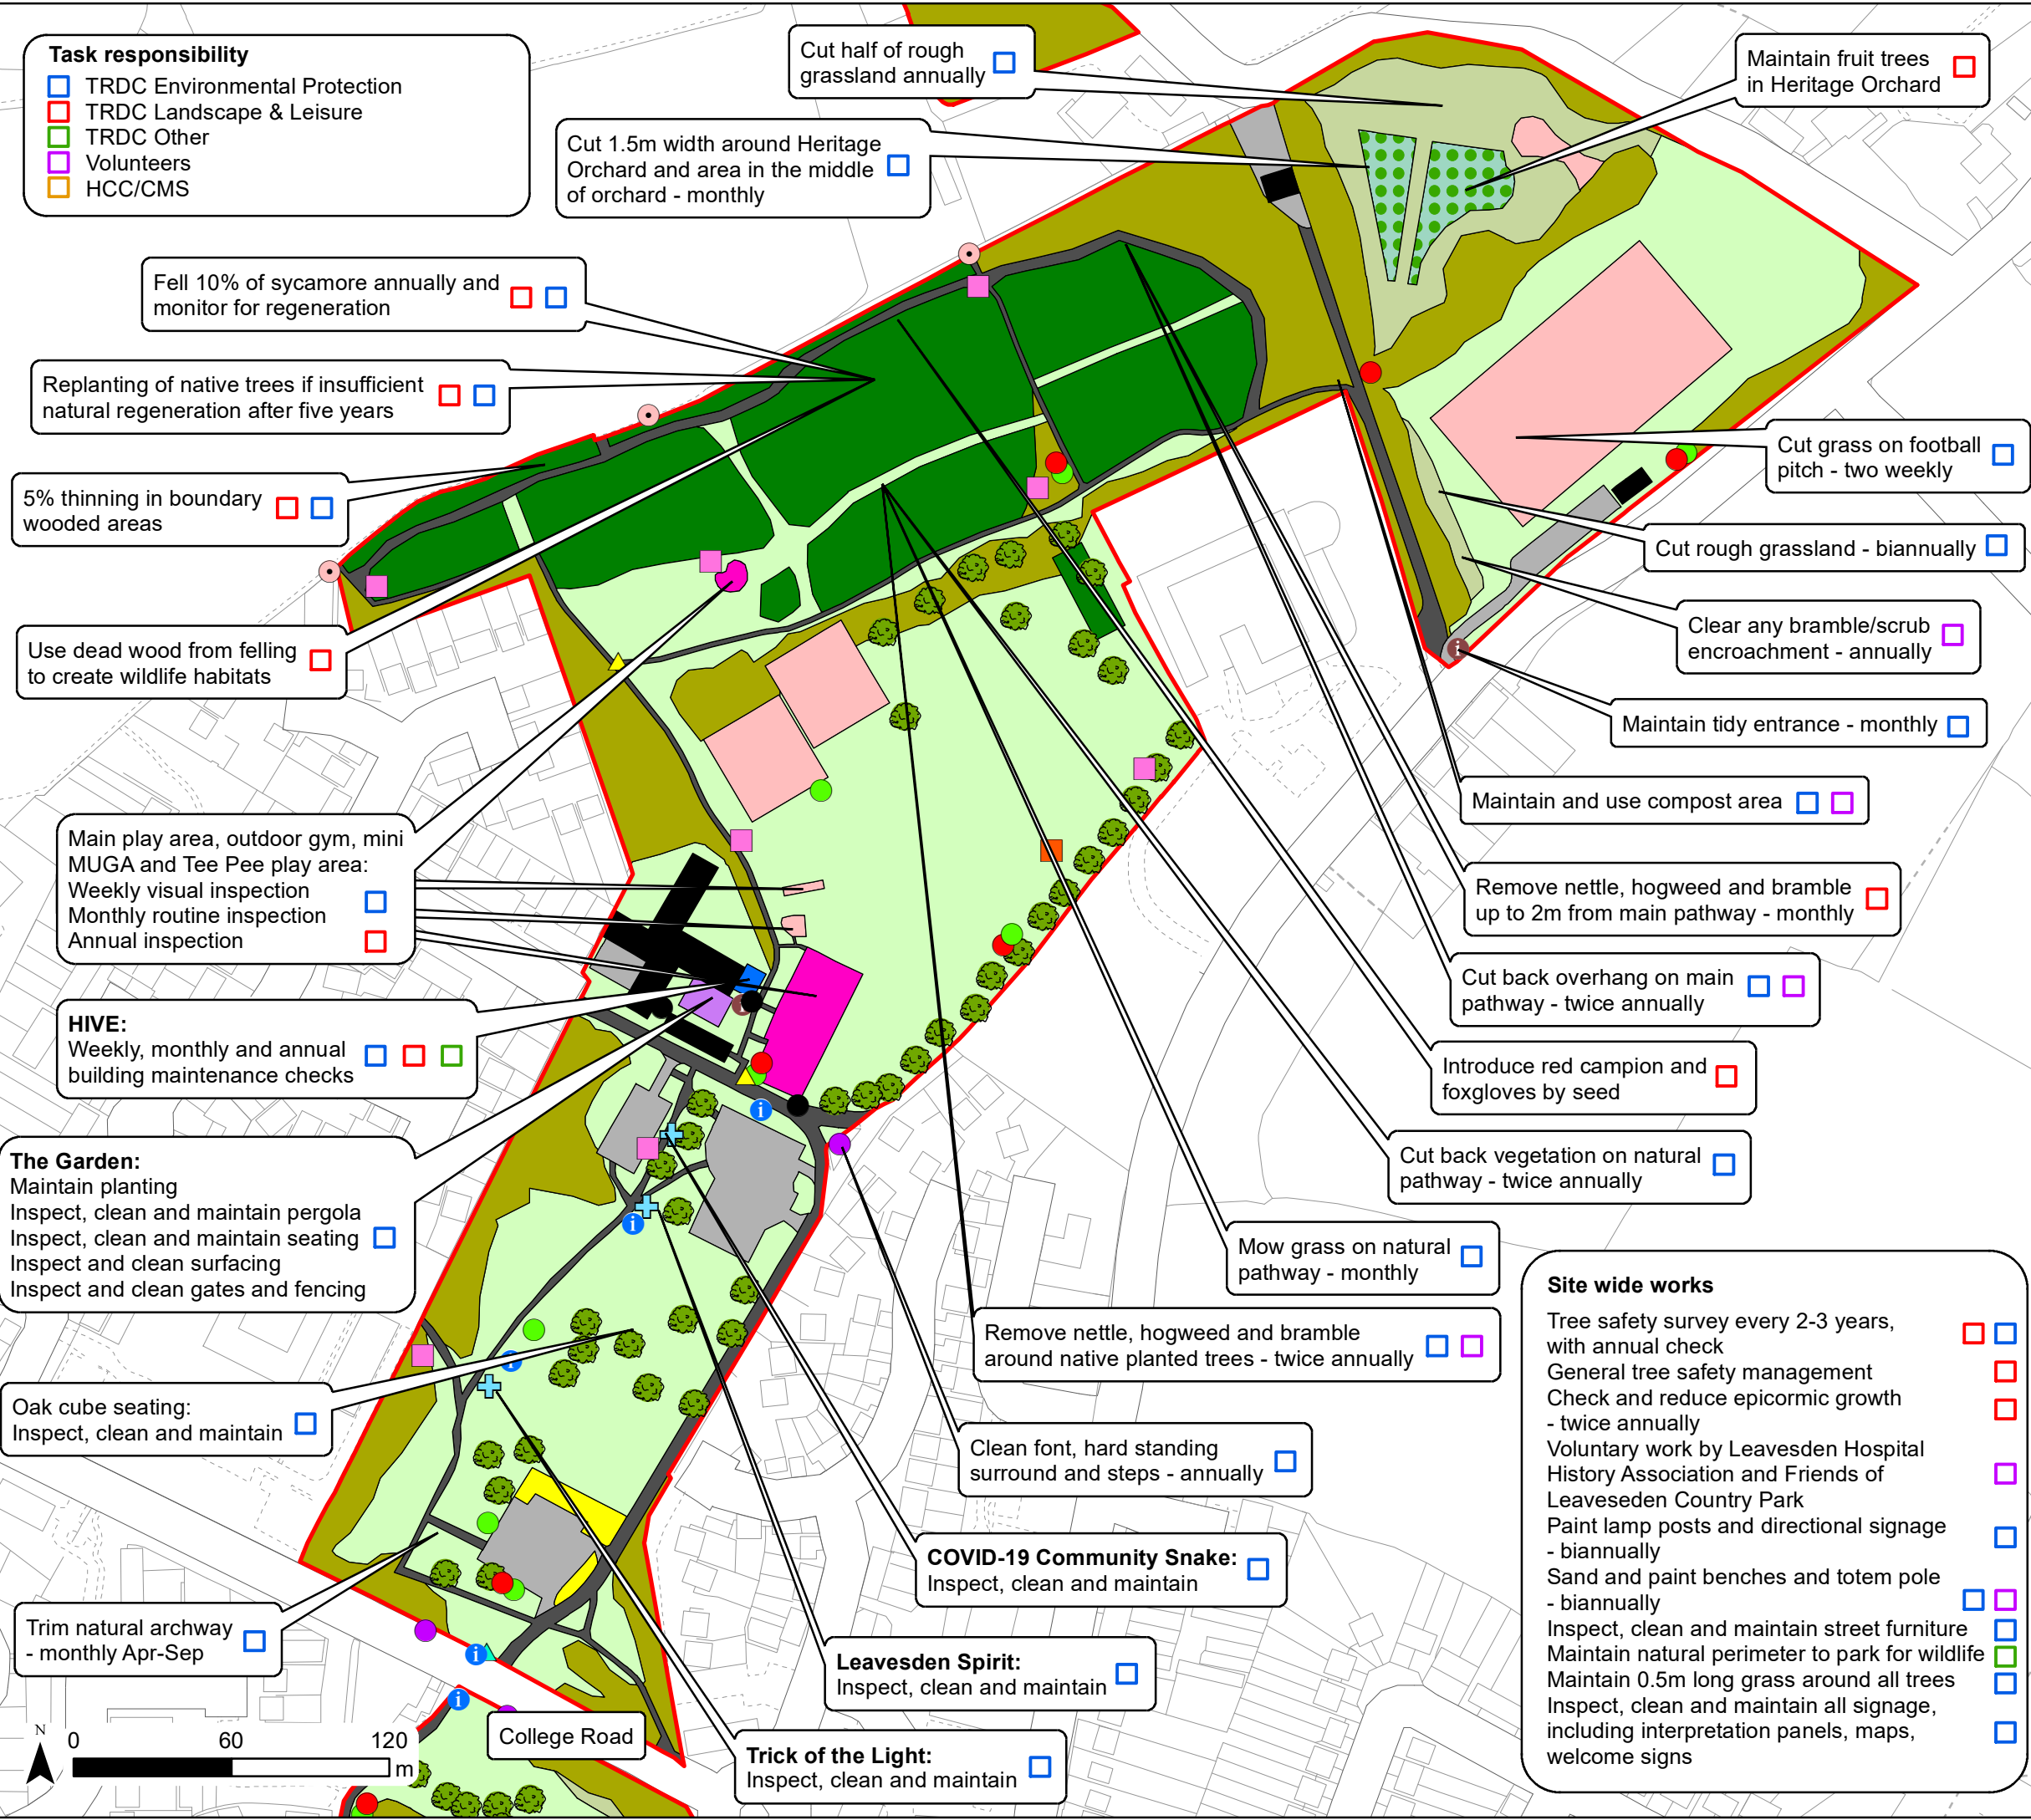 Task responsibility
TRDC Environmental Protection
TRDC Landscape & Leisure
TRDC Other
Volunteers
HCC/CMS
Cut half of rough
grassland annually
Maintain fruit trees
in Heritage Orchard
Cut 1.5m width around Heritage
Orchard and area in the middle
of orchard - monthly
Fell 10% of sycamore annually and
monitor for regeneration
Replanting of native trees if insufficient
natural regeneration after five years
5% thinning in boundary
wooded areas
Use dead wood from felling
to create wildlife habitats
Cut grass on football
pitch - two weekly
Cut rough grassland - biannually
Clear any bramble/scrub
encroachment - annually
i
Maintain tidy entrance - monthly
Maintain and use compost area
Main play area, outdoor gym, mini
MUGA and Tee Pee play area:
Weekly visual inspection
Monthly routine inspection
Annual inspection
Remove nettle, hogweed and bramble
up to 2m from main pathway - monthly
Cut back overhang on main
pathway - twice annually
HIVE:
Weekly, monthly and annual
building maintenance checks
i
Introduce red campion and
foxgloves by seed
i
The Garden:
Maintain planting
Inspect, clean and maintain pergola
Inspect, clean and maintain seating
Inspect and clean surfacing
Inspect and clean gates and fencing
Cut back vegetation on natural
pathway - twice annually
i
Mow grass on natural
pathway - monthly
Remove nettle, hogweed and bramble
around native planted trees - twice annually
i
Oak cube seating:
Inspect, clean and maintain
Clean font, hard standing
surround and steps - annually
COVID-19 Community Snake:
Inspect, clean and maintain
Trim natural archway
- monthly Apr-Sep
i
Leavesden Spirit:
Inspect, clean and maintain
i
College Road
Trick of the Light:
Inspect, clean and maintain
N
0 60 120
m
Site wide works
Tree safety survey every 2-3 years,
with annual check
General tree safety management
Check and reduce epicormic growth
- twice annually
Voluntary work by Leavesden Hospital
History Association and Friends of
Leaveseden Country Park
Paint lamp posts and directional signage
- biannually
Sand and paint benches and totem pole
- biannually
Inspect, clean and maintain street furniture
Maintain natural perimeter to park for wildlife
Maintain 0.5m long grass around all trees
Inspect, clean and maintain all signage,
including interpretation panels, maps,
welcome signs